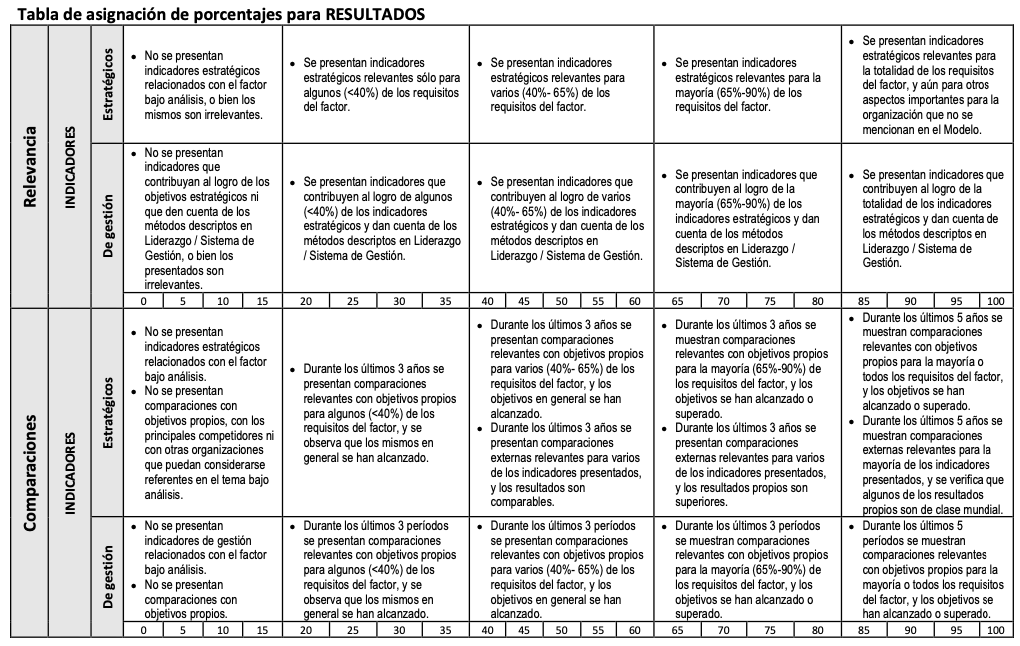 Tabla de asignación de porcentajes para RESULTADOS
Relevancia
INDICADORES
Estratégicos
• No se presentan
indicadores estratégicos
relacionados con el factor
bajo análisis, o bien los
mismos son irrelevantes.
• Se presentan indicadores
estratégicos relevantes sólo para
algunos (<40%) de los requisitos
del factor.
• Se presentan indicadores
estratégicos relevantes para
varios (40%- 65%) de los
requisitos del factor.
• Se presentan indicadores
estratégicos relevantes para la
mayoría (65%-90%) de los
requisitos del factor.
• Se presentan indicadores
estratégicos relevantes para
la totalidad de los requisitos
del factor, y aún para otros
aspectos importantes para la
organización que no se
mencionan en el Modelo.
De gestión
• No se presentan
indicadores que
contribuyan al logro de los
objetivos estratégicos ni
que den cuenta de los
métodos descriptos en
Liderazgo / Sistema de
Gestión, o bien los
presentados son
irrelevantes.
• Se presentan indicadores que
contribuyen al logro de algunos
(<40%) de los indicadores
estratégicos y dan cuenta de los
métodos descriptos en Liderazgo
/ Sistema de Gestión.
• Se presentan indicadores que
contribuyen al logro de varios
(40%- 65%) de los indicadores
estratégicos y dan cuenta de los
métodos descriptos en
Liderazgo / Sistema de Gestión.
• Se presentan indicadores que
contribuyen al logro de la
mayoría (65%-90%) de los
indicadores estratégicos y dan
cuenta de los métodos
descriptos en Liderazgo /
Sistema de Gestión.
• Se presentan indicadores que
contribuyen al logro de la
totalidad de los indicadores
estratégicos y dan cuenta de
los métodos descriptos en
Liderazgo / Sistema de
Gestión.
0 5 10 15 20 25 30 35 40 45 50 55 60 65 70 75 80 85 90 95 100
Comparaciones
INDICADORES
Estratégicos
• No se presentan
indicadores estratégicos
relacionados con el factor
bajo análisis.
• No se presentan
comparaciones con
objetivos propios, con los
principales competidores ni
con otras organizaciones
que puedan considerarse
referentes en el tema bajo
análisis.
• Durante los últimos 3 años se
presentan comparaciones
relevantes con objetivos propios
para algunos (<40%) de los
requisitos del factor, y se
observa que los mismos en
general se han alcanzado.
• Durante los últimos 3 años se
presentan comparaciones
relevantes con objetivos propios
para varios (40%- 65%) de los
requisitos del factor, y los
objetivos en general se han
alcanzado.
• Durante los últimos 3 años se
presentan comparaciones
externas relevantes para varios
de los indicadores presentados,
y los resultados son
comparables.
• Durante los últimos 3 años se
muestran comparaciones
relevantes con objetivos propios
para la mayoría (65%-90%) de
los requisitos del factor, y los
objetivos se han alcanzado o
superado.
• Durante los últimos 3 años se
presentan comparaciones
externas relevantes para varios
de los indicadores presentados,
y los resultados propios son
superiores.
• Durante los últimos 5 años se
muestran comparaciones
relevantes con objetivos
propios para la mayoría o
todos los requisitos del factor,
y los objetivos se han
alcanzado o superado.
• Durante los últimos 5 años se
muestran comparaciones
externas relevantes para la
mayoría de los indicadores
presentados, y se verifica que
algunos de los resultados
propios son de clase mundial.
De gestión
• No se presentan
indicadores de gestión
relacionados con el factor
bajo análisis.
• No se presentan
comparaciones con
objetivos propios.
• Durante los últimos 3 períodos
se presentan comparaciones
relevantes con objetivos propios
para algunos (<40%) de los
requisitos del factor, y se
observa que los mismos en
general se han alcanzado.
• Durante los últimos 3 períodos
se presentan comparaciones
relevantes con objetivos propios
para varios (40%- 65%) de los
requisitos del factor, y los
objetivos en general se han
alcanzado.
• Durante los últimos 3 períodos
se muestran comparaciones
relevantes con objetivos propios
para la mayoría (65%-90%) de
los requisitos del factor, y los
objetivos se han alcanzado o
superado.
• Durante los últimos 5
períodos se muestran
comparaciones relevantes
con objetivos propios para la
mayoría o todos los requisitos
del factor, y los objetivos se
han alcanzado o superado.
0 5 10 15 20 25 30 35 40 45 50 55 60 65 70 75 80 85 90 95 100